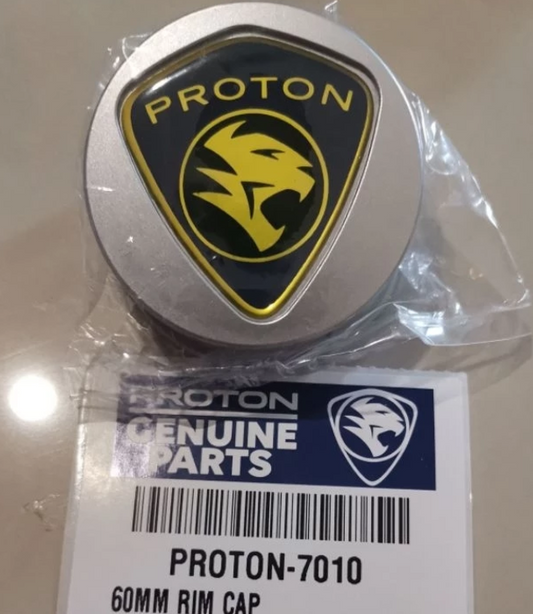 PROTON
PROTON
GENUINE
PARTS
PROTON-7010
60MM RIM CAP